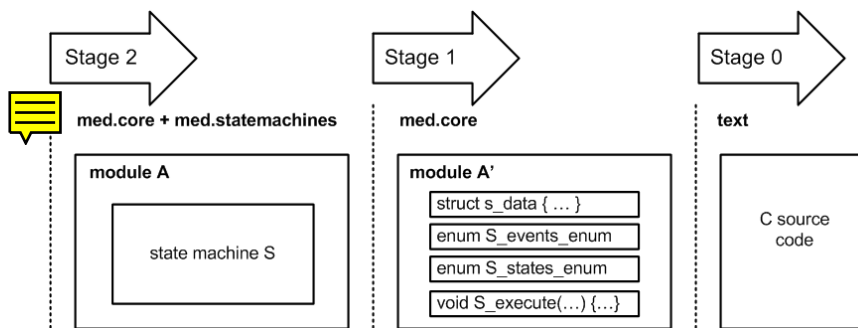 Stage 2
Stage 1
Stage 0
med.core + med.statemachines
med.core
text
module A
state machine S
module A’
struct s_data { … }
enum S_events_enum
enum S_states_enum
void S_execute(…) {…}
C source
code